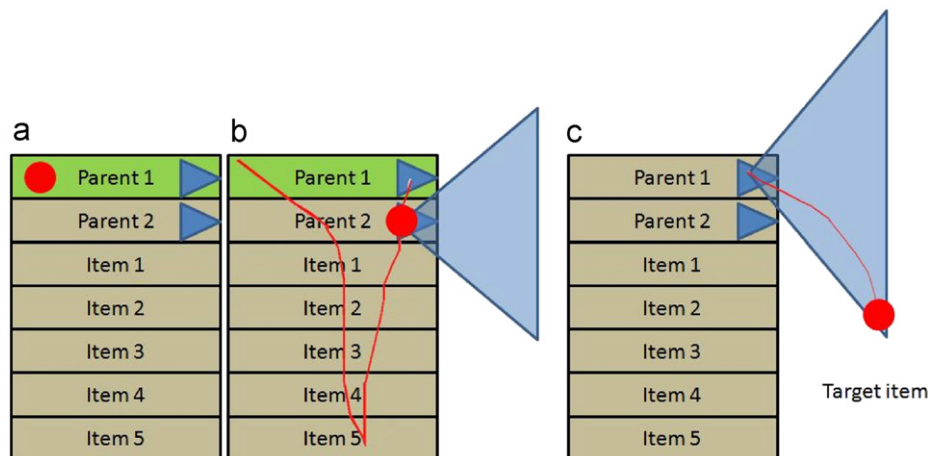 a
Parent 1
Parent 2
Item 1
Item 2
Item 3
Item 4
Item 5
b
Parent 1
Parent 2
Item 1
Item 2
Item 3
Item 4
Item 5
c
Parent 1
Parent 2
Item 1
Item 2
Item 3
Item 4
Item 5
Target item